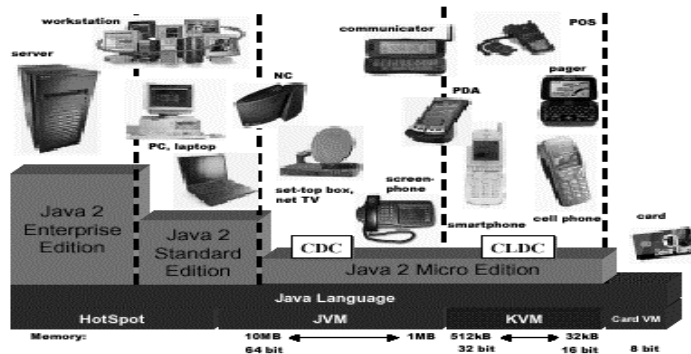 workstation
communicator
POS
server
NC
pager
PDA
PC, laptop
set-top box,
net TV
screen-
phone
smartphone
cell phone
card
Java 2
Enterprise
Edition
Java 2
Standard
Edition
CDC
CLDC
Java 2 Micro Edition
Java Language
HotSpot
JVM
KVM
Card VM
Memory:
10MB
1MB
512kB
32kB
64 bit
32 bit
16 bit
8 bit